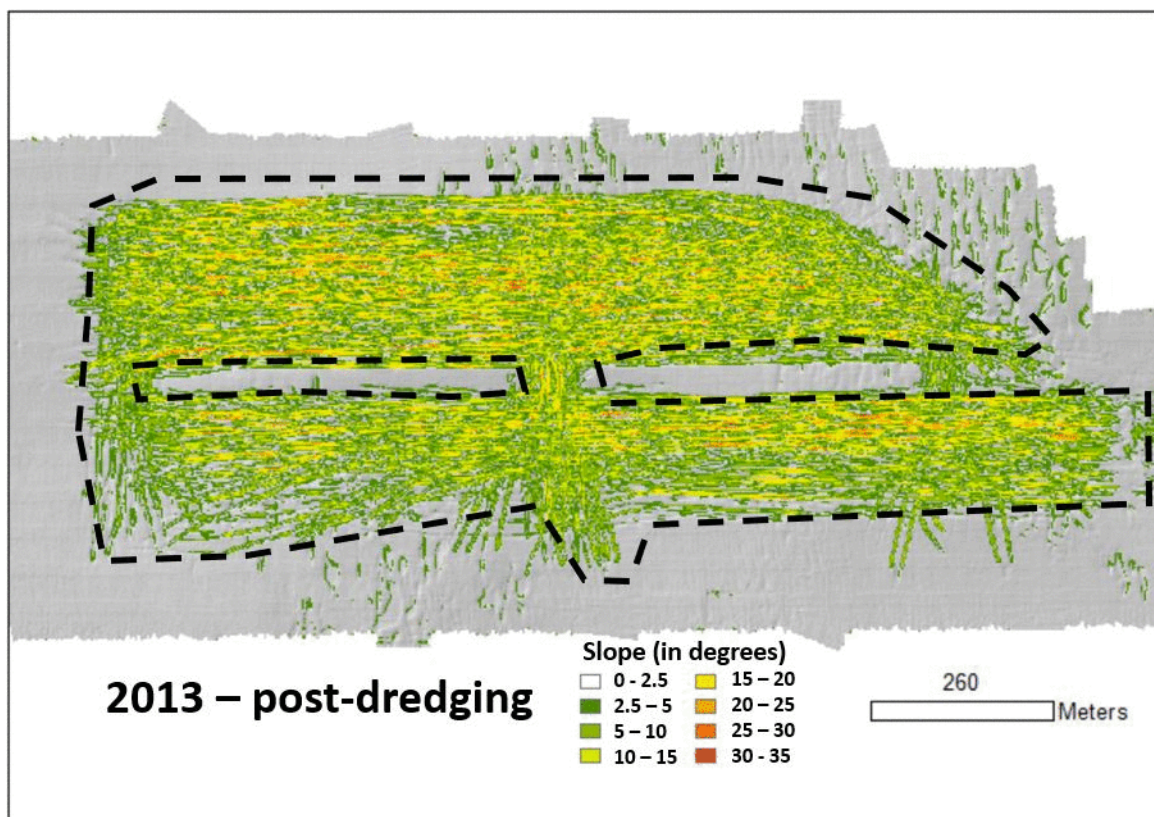 2013 – post-dredging
Slope (in degrees)
0 - 2.5
2.5 – 5
5 – 10
10 – 15
15 – 20
20 – 25
25 – 30
30 - 35
260
Meters